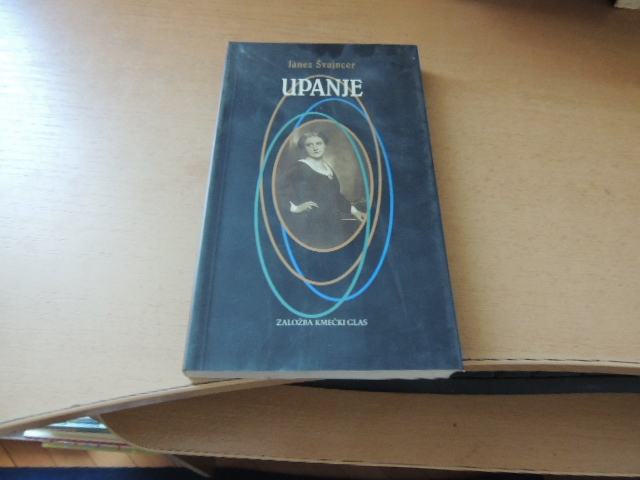 Janez Švajncer
UPANJE
ZALOŽBA KMEČKI GLAS